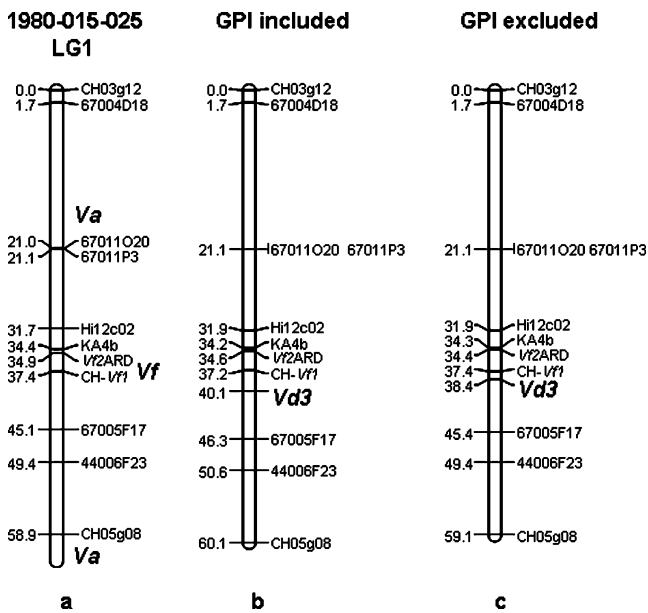 1980-015-025
LG1
0.0 CH03g12
1.7 67004D18
Va
21.0 67011O20
21.1 67011P3
31.7 Hi12c02
34.4 KA4b
34.9 Vf2ARD
37.4 CH-Vf1 Vf
45.1 67005F17
49.4 44006F23
58.9 CH05g08
Va
a
GPI included
0.0 CH03g12
1.7 67004D18
21.1 67011O20 67011P3
31.9 Hi12c02
34.2 KA4b
34.6 Vf2ARD
37.2 CH-Vf1
40.1 Vd3
46.3 67005F17
50.6 44006F23
60.1 CH05g08
b
GPI excluded
0.0 CH03g12
1.7 67004D18
21.1 67011O20 67011P3
31.9 Hi12c02
34.3 KA4b
34.4 Vf2ARD
37.4 CH-Vf1
38.4 Vd3
45.4 67005F17
49.4 44006F23
59.1 CH05g08
c